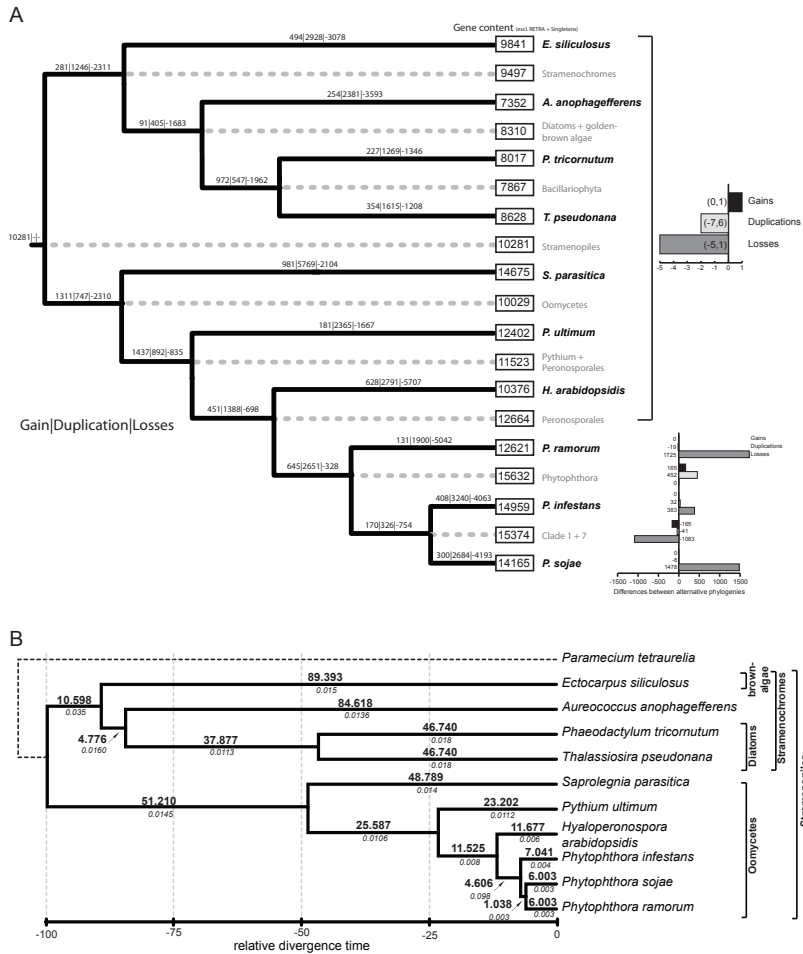 A
Gene content (excl. RETRA + Singletons)
494|2928|-3078
9841
E. siliculosus
281|1246|-2311
9497
Stramenochromes
254|2381|-3593
7352
A. anophagefferens
91|405|-1683
8310
Diatoms + golden-
brown algae
227|1269|-1346
8017
P. tricornutum
972|547|-1962
7867
Bacillariophyta
354|1615|-1208
8628
T. pseudonana
10281|-|-
10281
Stramenopiles
981|5769|-2104
14675
S. parasitica
1311|747|-2310
10029
Oomycetes
181|2365|-1667
12402
P. ultimum
1437|892|-835
11523
Pythium +
Peronosporales
628|2791|-5707
10376
H. arabidopsidis
451|1388|-698
12664
Peronosporales
Gain|Duplication|Losses
131|1900|-5042
12621
P. ramorum
645|2651|-328
15632
Phytophthora
408|3240|-4063
14959
P. infestans
170|326|-754
15374
Clade 1 + 7
300|2684|-4193
14165
P. sojae
(0,1)
Gains
(-7,6)
Duplications
(-5,1)
Losses
-5 -4 -3 -2 -1 0 1
0
Gains
-19
Duplications
1725
Losses
165
452
0
0
32
383
-165
-41
-1083
0
-8
1478
-1500 -1000 -500 0 500 1000 1500
Differences between alternative phylogenies
B
Paramecium tetraurelia
89.393
0.015
Ectocarpus siliculosus
10.598
0.035
84.618
0.0136
Aureococcus anophagefferens
4.776
0.0160
46.740
0.018
Phaeodactylum tricornutum
37.877
0.0113
46.740
0.018
Thalassiosira pseudonana
48.789
0.014
Saprolegnia parasitica
51.210
0.0145
23.202
0.0112
Pythium ultimum
25.587
0.0106
11.677
0.006
Hyaloperonospora
arabidopsidis
11.525
0.008
7.041
0.004
Phytophthora infestans
4.606
0.098
6.003
0.003
Phytophthora sojae
1.038
0.003
6.003
0.003
Phytophthora ramorum
brown-
algae
Diatoms
Stramenochromes
Oomycetes
-100 -75 -50 -25 0
relative divergence time